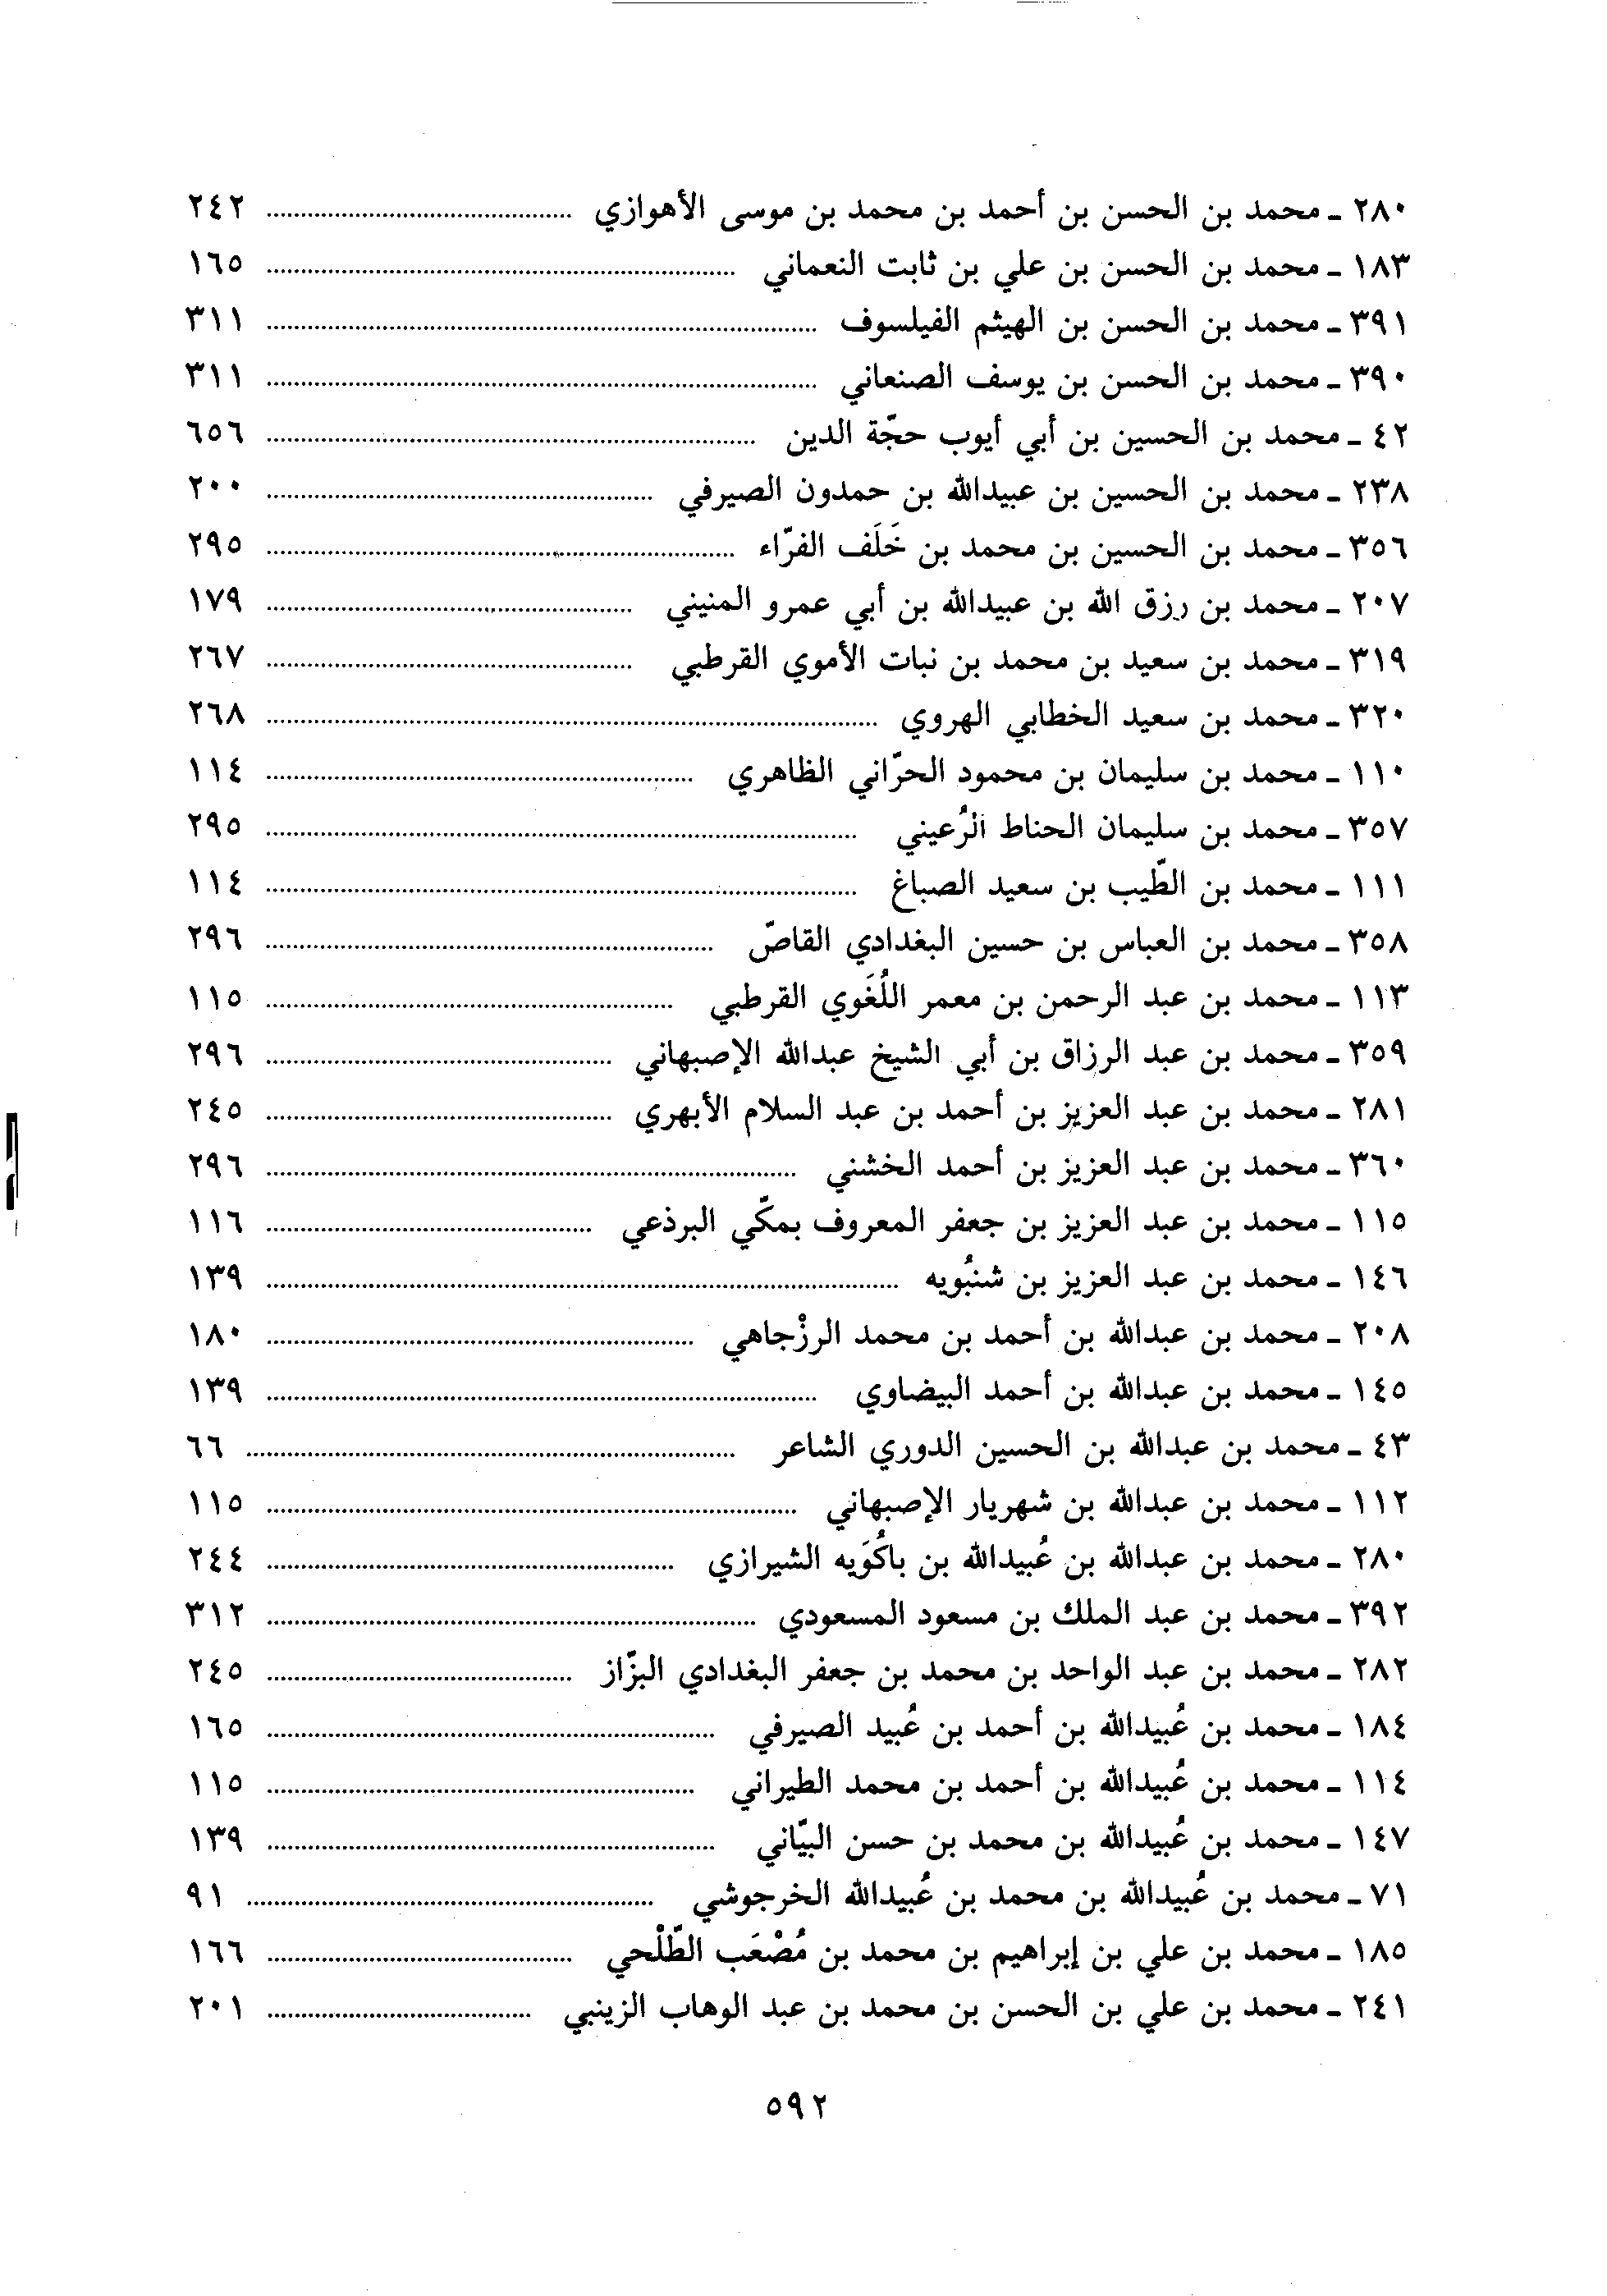 ٢٨٠ ـ محمد بن الحسن بن أحمد بن محمد بن موسى الأهوازي ........ ٢٤٢
١٨٣ ـ محمد بن الحسن بن علي بن ثابت النعماني ........ ١٦٥
٣٩١ ـ محمد بن الحسن بن الهيثم الفيلسوف ........ ٣١١
٣٩٠ ـ محمد بن الحسن بن يوسف الصنعاني ........ ٣١١
٤٢ ـ محمد بن الحسين بن أبي أيوب حجّة الدين ........ ٦٥٦
٢٣٨ ـ محمد بن الحسين بن عبيدالله بن حمدون الصيرفي ........ ٢٠٠
٣٥٦ ـ محمد بن الحسين بن محمد بن خَلَف الفرّاء ........ ٢٩٥
٢٠٧ ـ محمد بن رزق الله بن عبيدالله بن أبي عمرو المنيني ........ ١٧٩
٣١٩ ـ محمد بن سعيد بن محمد بن نبات الأموي القرطبي ........ ٢٦٧
٣٢٠ ـ محمد بن سعيد الخطابي الهروي ........ ٢٦٨
١١٠ ـ محمد بن سليمان بن محمود الحرّاني الظاهري ........ ١١٤
٣٥٧ ـ محمد بن سليمان الحناط الرُعيني ........ ٢٩٥
١١١ ـ محمد بن الطّيب بن سعيد الصباغ ........ ١١٤
٣٥٨ ـ محمد بن العباس بن حسين البغدادي القاصّ ........ ٢٩٦
١١٣ ـ محمد بن عبد الرحمن بن معمر اللُغَوي القرطبي ........ ١١٥
٣٥٩ ـ محمد بن عبد الرزاق بن أبي الشيخ عبدالله الإصبهاني ........ ٢٩٦
٢٨١ ـ محمد بن عبد العزيز بن أحمد بن عبد السلام الأبهري ........ ٢٤٥
٣٦٠ ـ محمد بن عبد العزيز بن أحمد الخشني ........ ٢٩٦
١١٥ ـ محمد بن عبد العزيز بن جعفر المعروف بمكّي البرذعي ........ ١١٦
١٤٦ ـ محمد بن عبد العزيز بن شنبُويه ........ ١٣٩
٢٠٨ ـ محمد بن عبدالله بن أحمد بن محمد الرزْجاهي ........ ١٨٠
١٤٥ ـ محمد بن عبدالله بن أحمد البيضاوي ........ ١٣٩
٤٣ ـ محمد بن عبدالله بن الحسين الدوري الشاعر ........ ٦٦
١١٢ ـ محمد بن عبدالله بن شهريار الإصبهاني ........ ١١٥
٢٨٠ ـ محمد بن عبدالله بن عُبيدالله بن باكُوَيه الشيرازي ........ ٢٤٤
٣٩٢ ـ محمد بن عبد الملك بن مسعود المسعودي ........ ٣١٢
٢٨٢ ـ محمد بن عبد الواحد بن محمد بن جعفر البغدادي البزّاز ........ ٢٤٥
١٨٤ ـ محمد بن عُبيدالله بن أحمد بن عُبيد الصيرفي ........ ١٦٥
١١٤ ـ محمد بن عُبيدالله بن أحمد بن محمد الطيراني ........ ١١٥
١٤٧ ـ محمد بن عُبيدالله بن محمد بن حسن البيّاني ........ ١٣٩
٧١ ـ محمد بن عُبيدالله بن محمد بن عُبيدالله الخرجوشي ........ ٩١
١٨٥ ـ محمد بن علي بن إبراهيم بن محمد بن مُصْعَب الطّلْحي ........ ١٦٦
٢٤١ ـ محمد بن علي بن الحسن بن محمد بن عبد الوهاب الزينبي ........ ٢٠١
٥٩٢